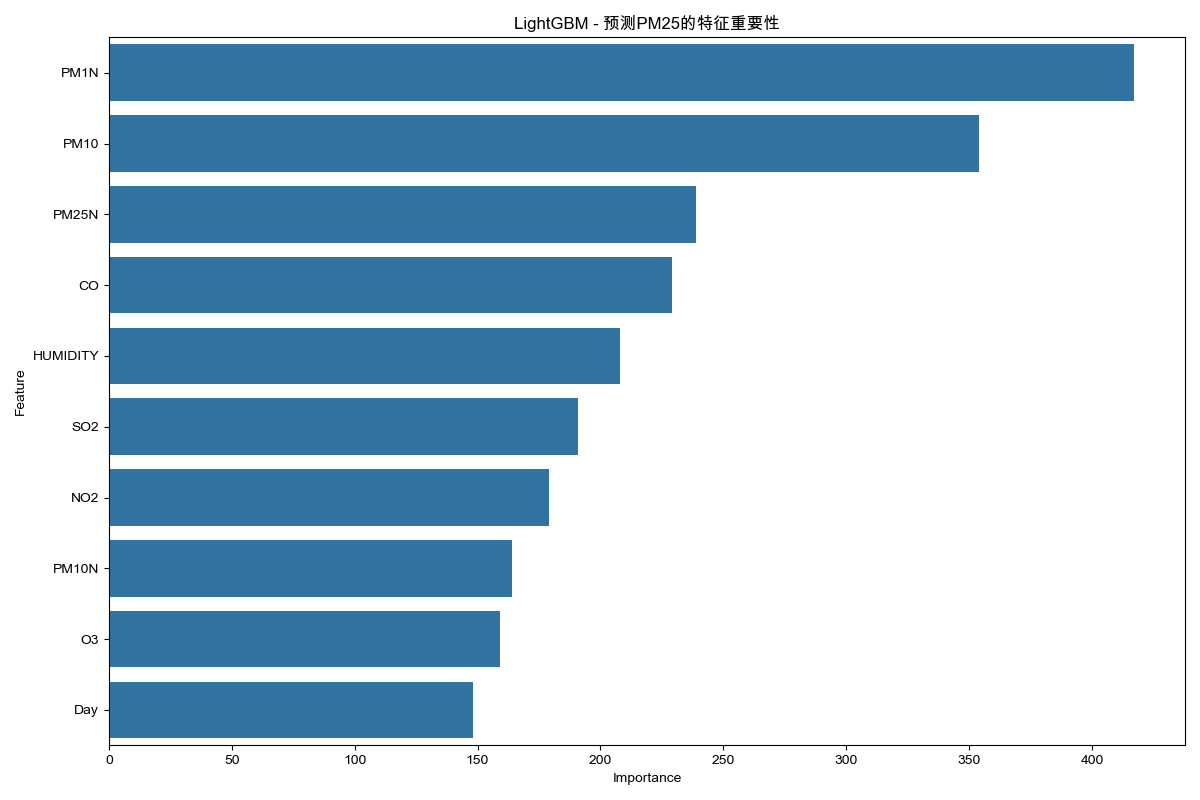 LightGBM - 预测PM25的特征重要性
PM1N
PM10
PM25N
CO
HUMIDITY
SO2
NO2
PM10N
O3
Day
Feature
0 50 100 150 200 250 300 350 400
Importance